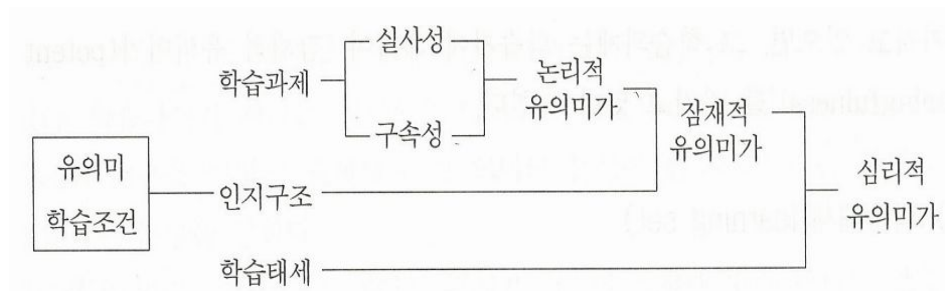 실사성
학습과제
논리적
유의미가
구속성
잠재적
유의미가
유의미
학습조건
인지구조
심리적
유의미가
학습태세